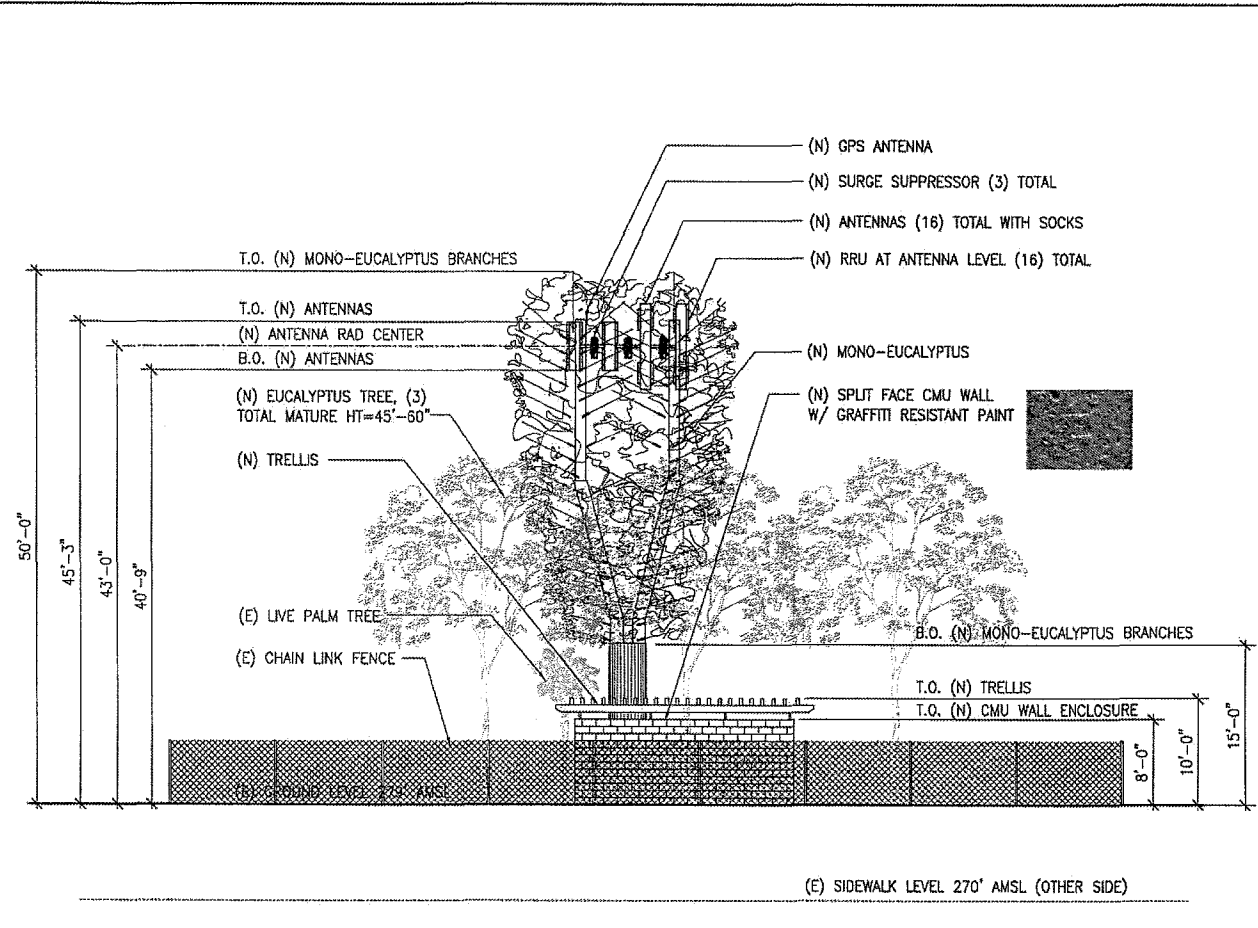 (N) GPS ANTENNA
(N) SURGE SUPPRESSOR (3) TOTAL
(N) ANTENNAS (16) TOTAL WITH SOCKS
(N) RRU AT ANTENNA LEVEL (16) TOTAL
T.O. (N) MONO-EUCALYPTUS BRANCHES
T.O. (N) ANTENNAS
(N) ANTENNA RAD CENTER
B.O. (N) ANTENNAS
(N) MONO-EUCALYPTUS
(N) EUCALYPTUS TREE, (3)
TOTAL MATURE HT=45'-60"
(N) SPLIT FACE CMU WALL
W/ GRAFFITI RESISTANT PAINT
(N) TRELLIS
50'-0"
45'-3"
43'-0"
40'-9"
(E) LIVE PALM TREE
(E) CHAIN LINK FENCE
B.O. (N) MONO-EUCALYPTUS BRANCHES
T.O. (N) TRELLIS
T.O. (N) CMU WALL ENCLOSURE
8'-0"
10'-0"
15'-0"
(E) GROUND LEVEL 279' AMSL
(E) SIDEWALK LEVEL 270' AMSL (OTHER SIDE)